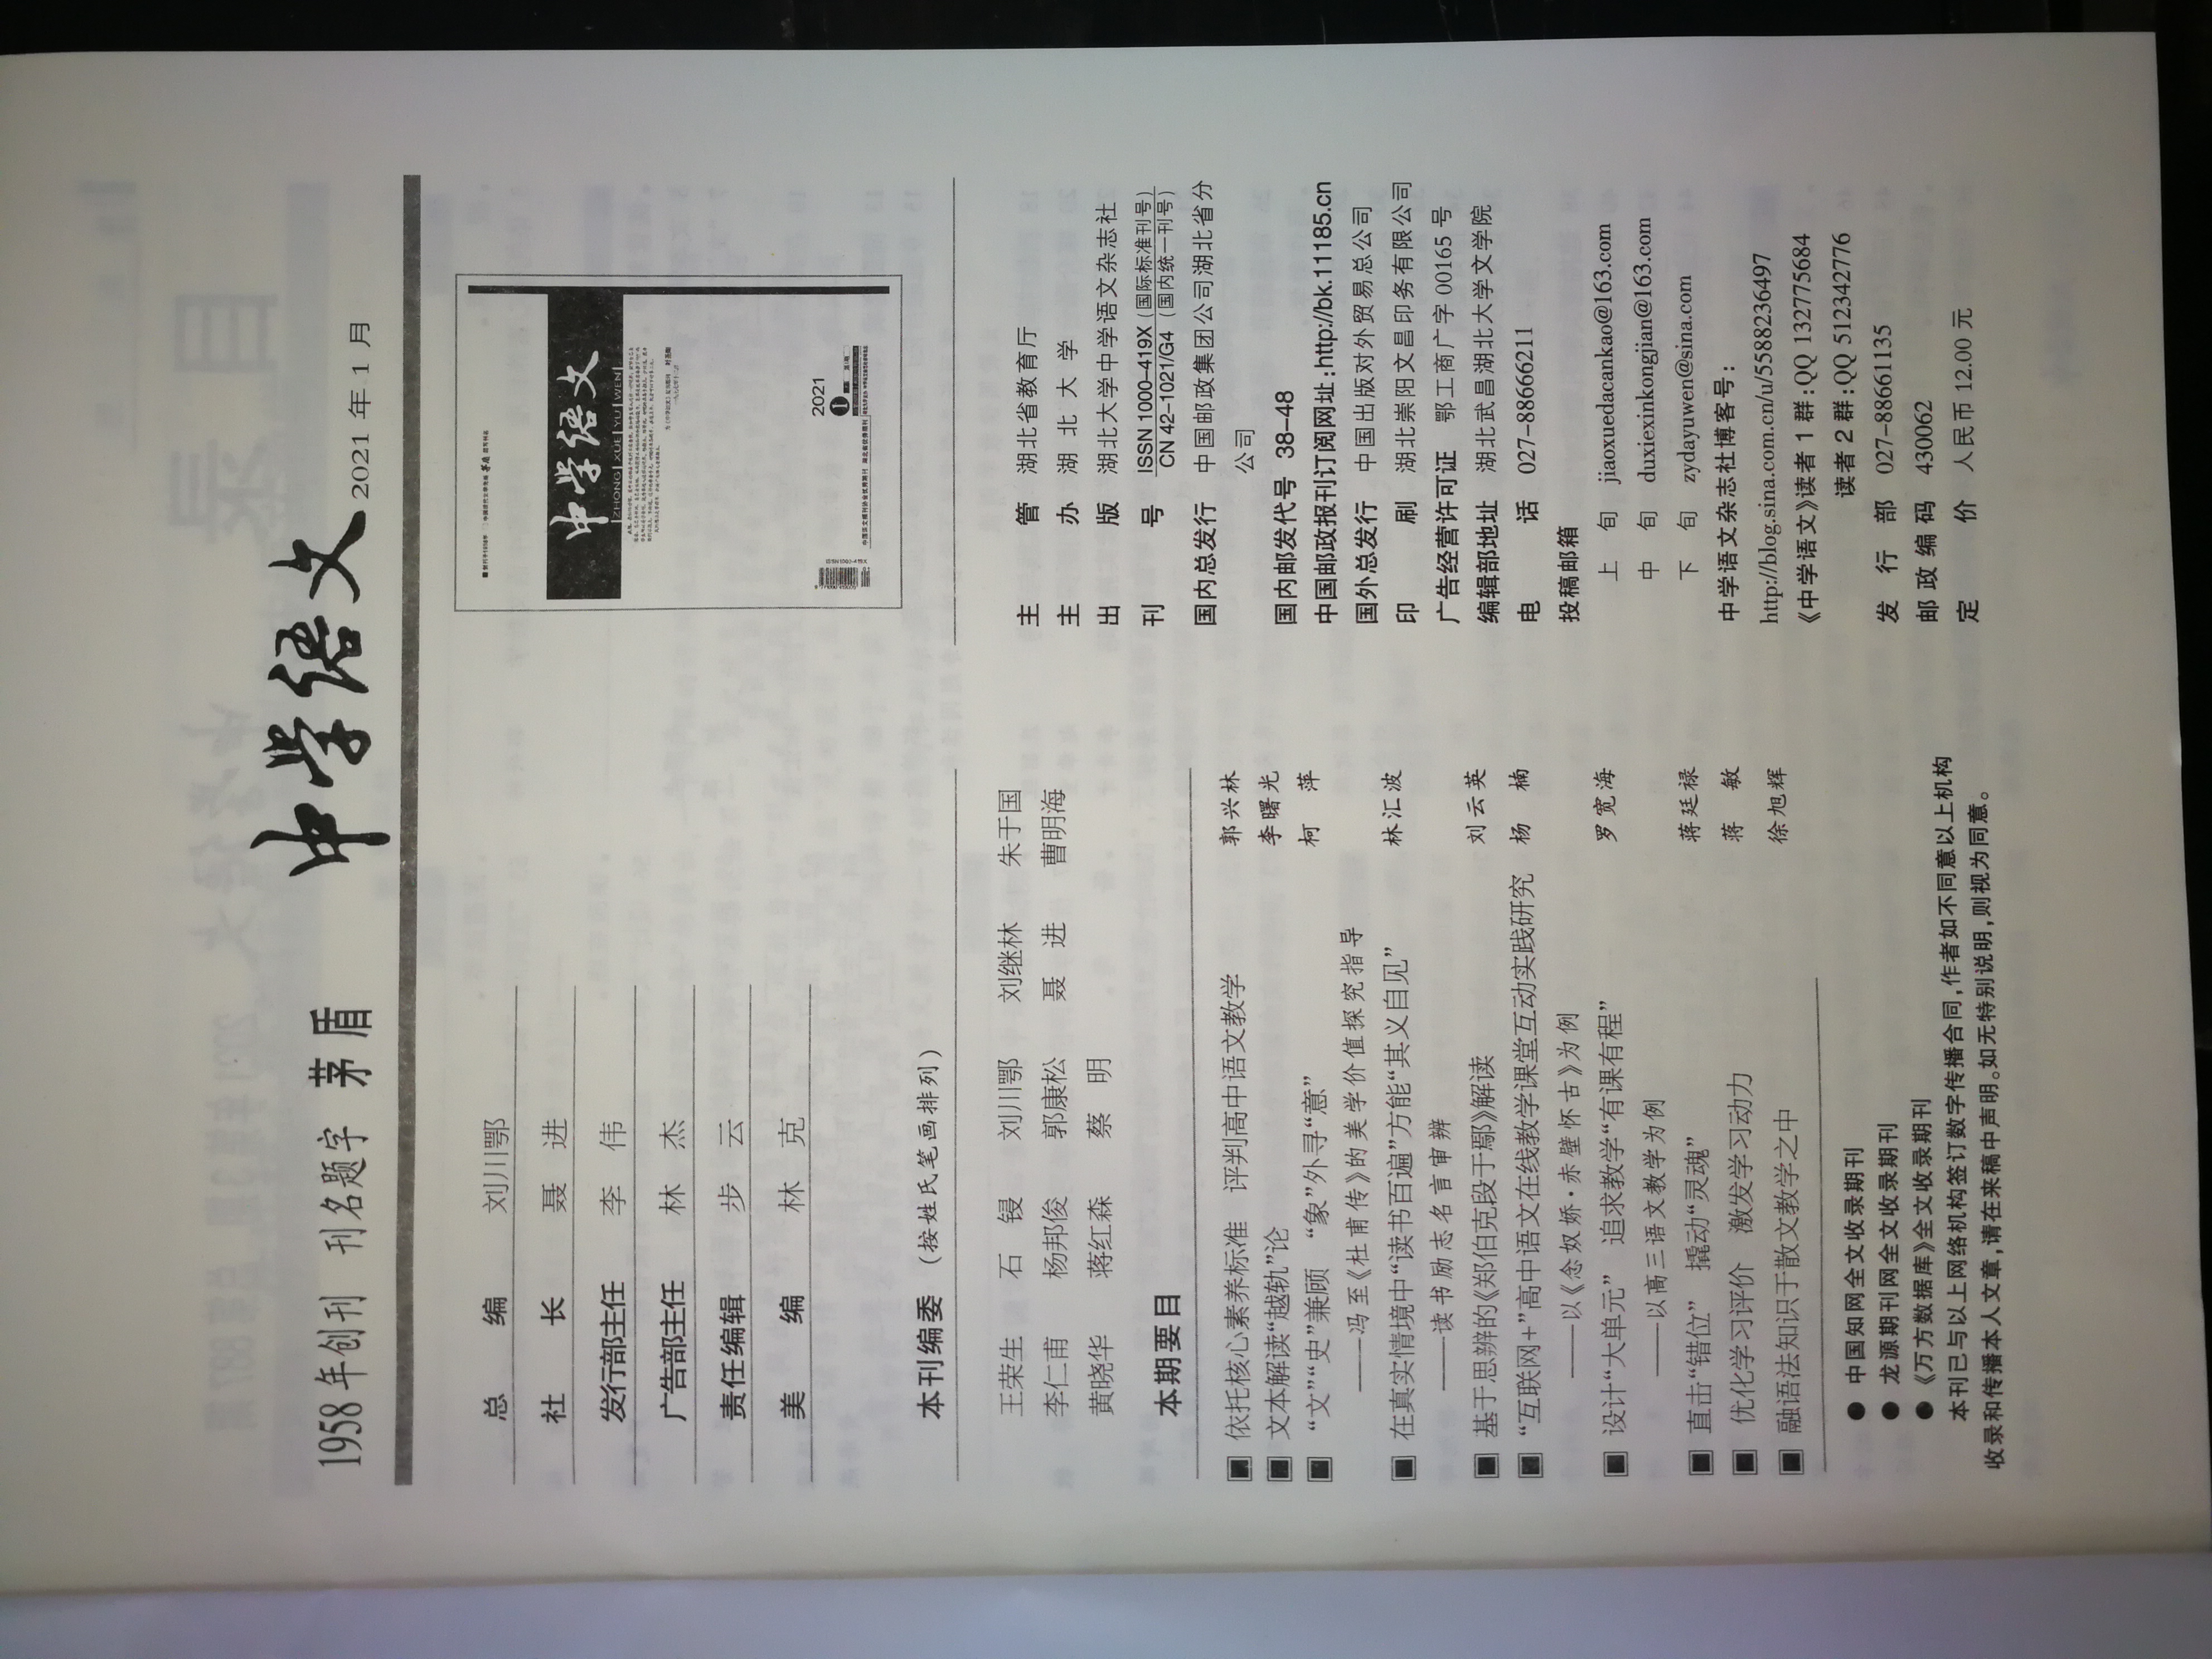 1958年创刊 刊名题字 茅盾 中学语文 2021年1月
总编 刘川鄂
社长 聂进
发行部主任 李伟
广告部主任 林杰
责任编辑 步云
美编 林克
本刊编委 (按姓氏笔画排列)
王荣生 石锓 刘川鄂 刘继林 朱于国
李仁甫 杨邦俊 郭康松 聂进 曹明海
黄晓华 蒋红森 蔡明
本期要目
依托核心素养标准 评判高中语文教学 郭兴林
文本解读“越轨”论 李曙光
“文”“史”兼顾 “象”外寻“意” 柯萍
——冯至《杜甫传》的美学价值探究指导
在真实情境中“读书百遍”方能“其义自见” 林汇波
——读书励志名言审辨
基于思辨的《郑伯克段于鄢》解读 刘云英
“互联网+”高中语文在线教学课堂互动实践研究 杨楠
——以《念奴娇·赤壁怀古》为例
设计“大单元” 追求教学“有课有程” 罗宽海
——以高三语文教学为例
直击“错位” 撬动“灵魂” 蒋廷禄
优化学习评价 激发学习动力 蒋敏
融语法知识于散文教学之中 徐旭辉
● 中国知网全文收录期刊
● 龙源期刊网全文收录期刊
● 《万方数据库》全文收录期刊
本刊已与以上网络机构签订数字传播合同,作者如不同意以上机构
收录和传播本人文章,请在来稿中声明。如无特别说明,则视为同意。
中学语文
ZHONG XUE YU WEN
2021
1
主管 湖北省教育厅
主办 湖北大学
出版 湖北大学中学语文杂志社
刊号 ISSN 1000-419X (国际标准刊号)
CN 42-1021/G4 (国内统一刊号)
国内总发行 中国邮政集团公司湖北省分
公司
国内邮发代号 38-48
中国邮政报刊订阅网址:http://bk.11185.cn
国外总发行 中国出版对外贸易总公司
印刷 湖北崇阳文昌印务有限公司
广告经营许可证 鄂工商广字 00165 号
编辑部地址 湖北武昌湖北大学文学院
电话 027-88666211
投稿邮箱
上旬 jiaoxuedacankao@163.com
中旬 duxiexinkongjian@163.com
下旬 zydayuwen@sina.com
中学语文杂志社博客号:
http://blog.sina.com.cn/u/5588236497
《中学语文》读者1群:QQ 132775684
读者2群:QQ 512342776
发行部 027-88661135
邮政编码 430062
定价 人民币 12.00 元